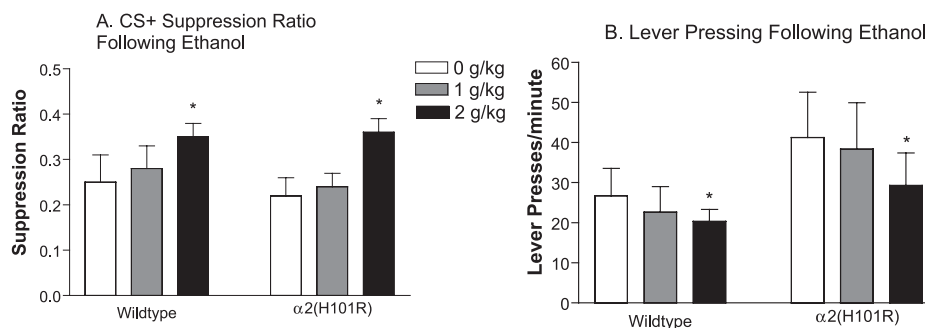 A. CS+ Suppression Ratio
Following Ethanol
0.5
0.4
0.3
0.2
0.1
0.0
Suppression Ratio
*
*
Wildtype
α2(H101R)
0 g/kg
1 g/kg
2 g/kg
B. Lever Pressing Following Ethanol
60
50
40
30
20
10
0
Lever Presses/minute
*
*
Wildtype
α2(H101R)